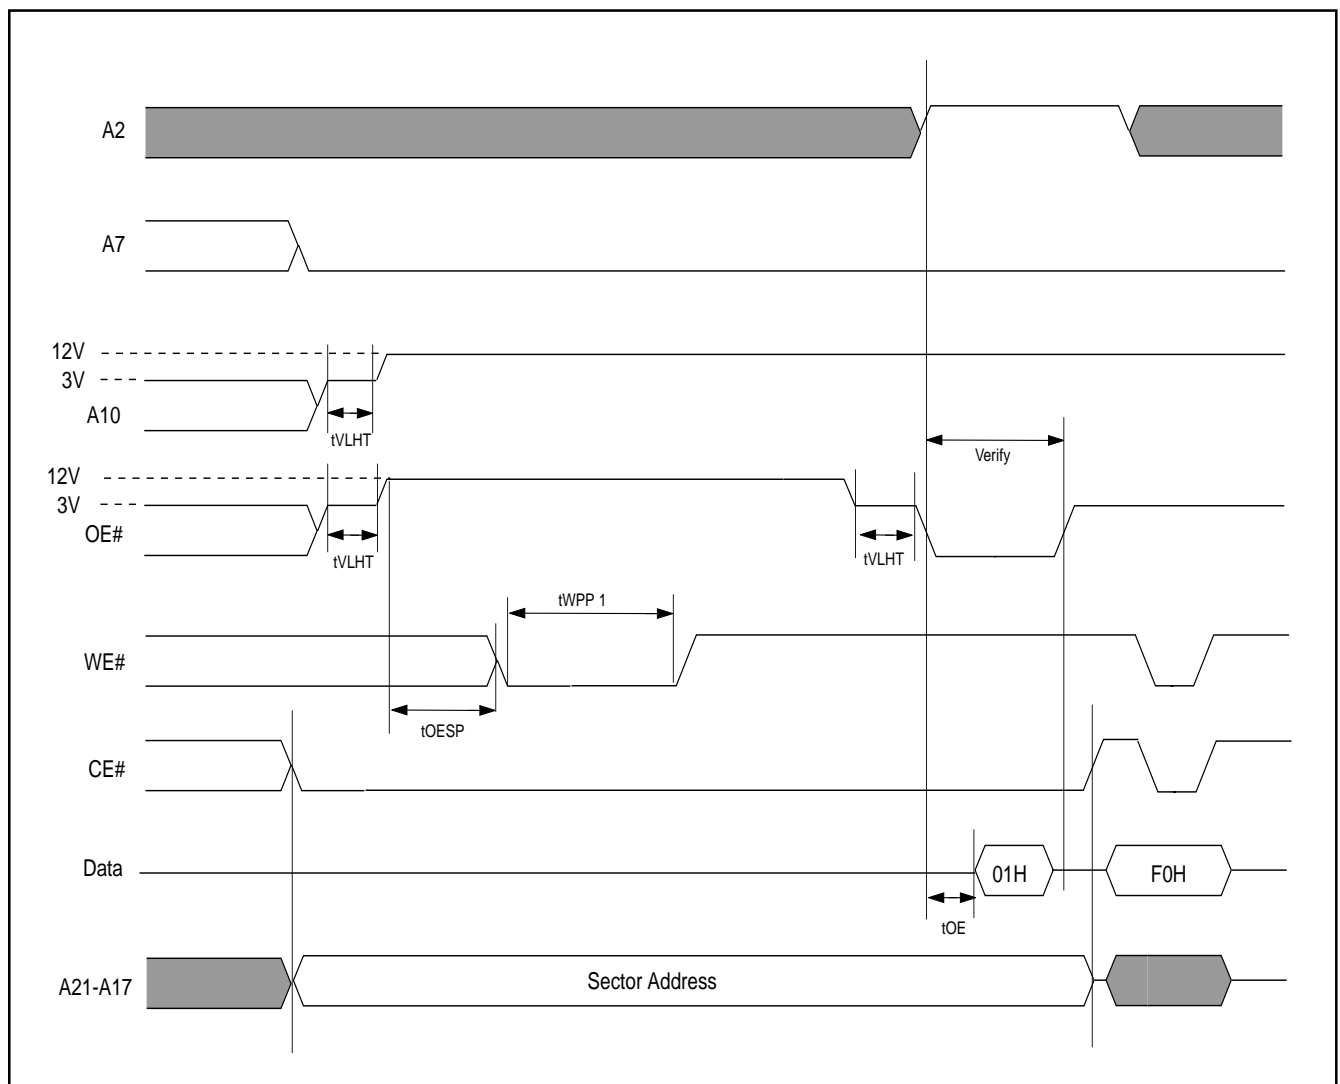 A2
A7
12V
3V
A10
tVLHT
Verify
12V
3V
OE#
tVLHT
tVLHT
tWPP 1
WE#
tOESP
CE#
Data
01H
F0H
tOE
A21-A17
Sector Address